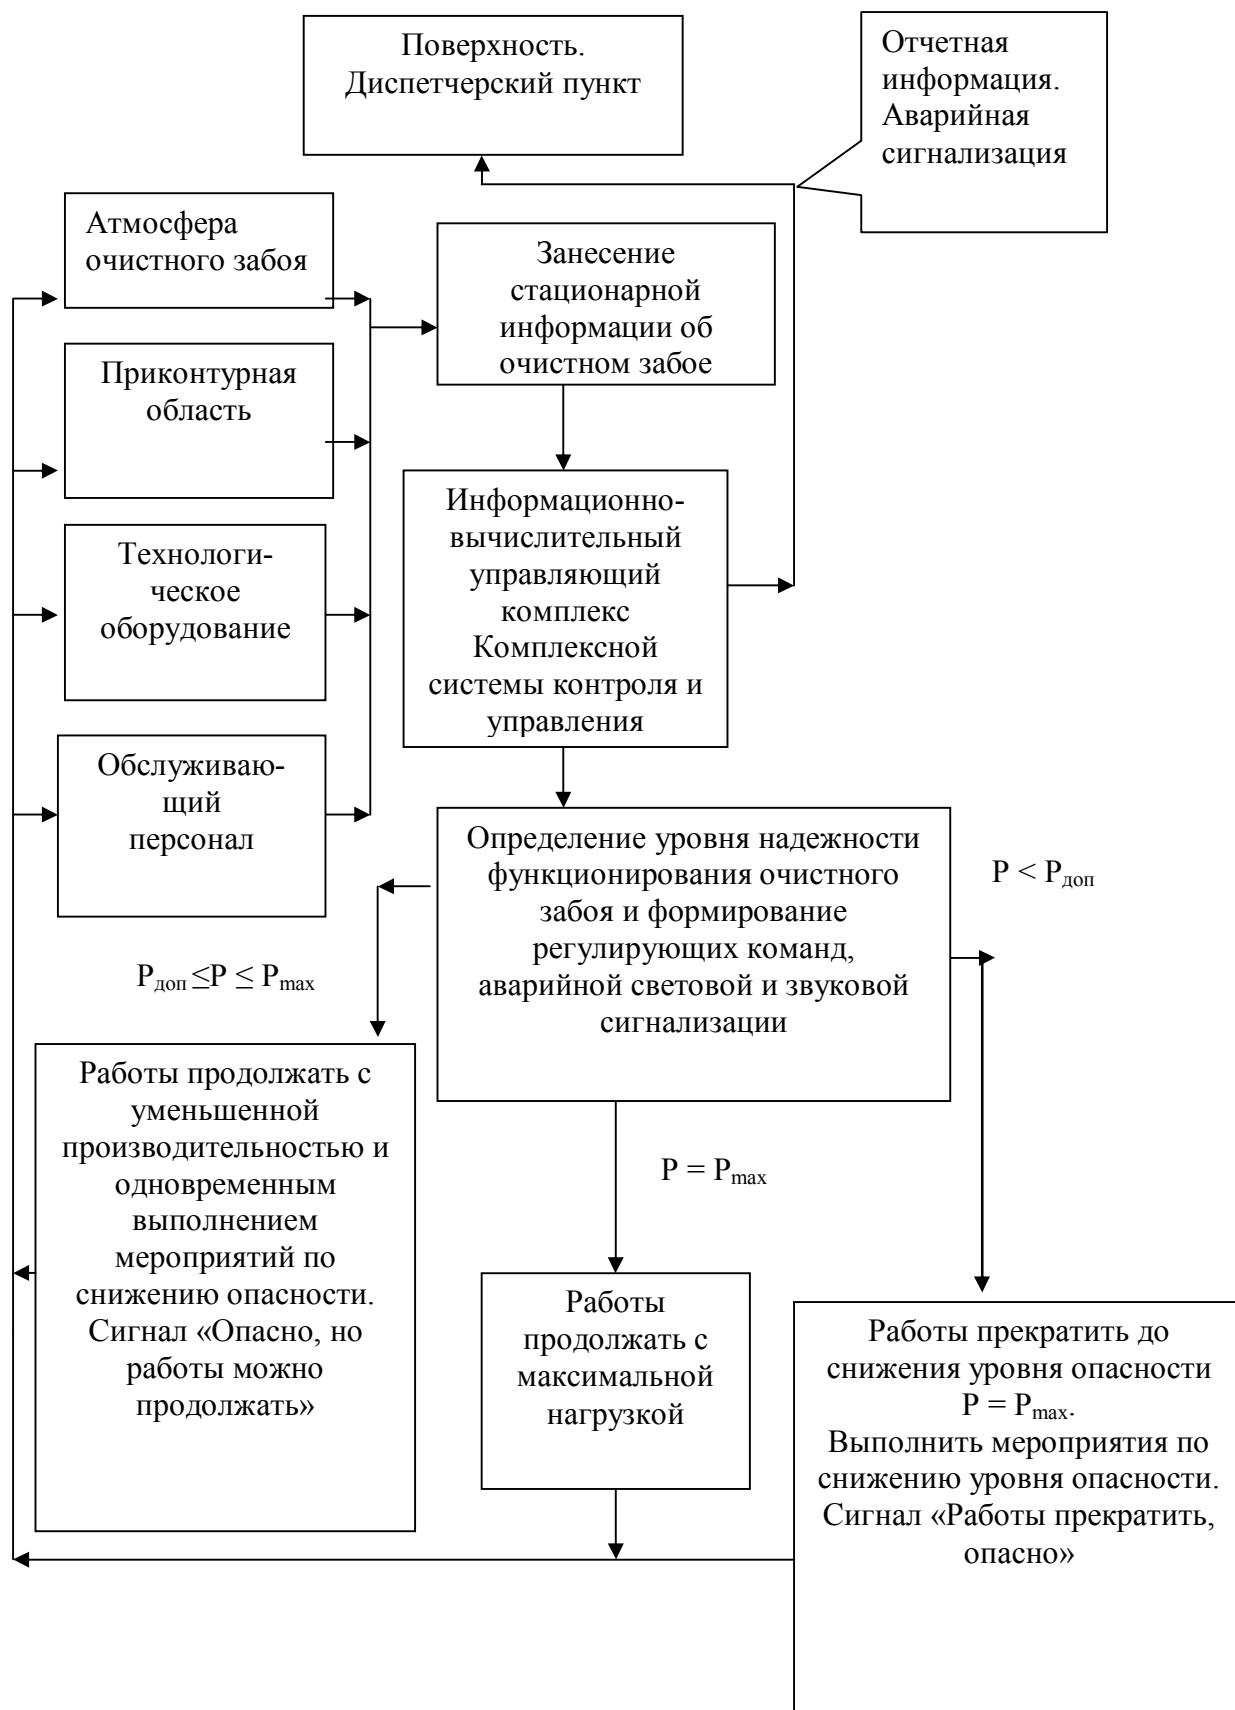 Поверхность.
Диспетчерский пункт
Отчетная
информация.
Аварийная
сигнализация
Атмосфера
очистного забоя
Занесение
стационарной
информации об
очистном забое
Приконтурная
область
Информационно-
вычислительный
управляющий
комплекс
Комплексной
системы контроля и
управления
Технологи-
ческое
оборудование
Обслуживаю-
щий
персонал
Определение уровня надежности
функционирования очистного
забоя и формирование
регулирующих команд,
аварийной световой и звуковой
сигнализации
P < Pдоп
Pдоп ≤P ≤ Pmax
Работы продолжать с
уменьшенной
производительностью и
одновременным
выполнением
мероприятий по
снижению опасности.
Сигнал «Опасно, но
работы можно
продолжать»
P = Pmax
Работы
продолжать с
максимальной
нагрузкой
Работы прекратить до
снижения уровня опасности
P = Pmax.
Выполнить мероприятия по
снижению уровня опасности.
Сигнал «Работы прекратить,
опасно»